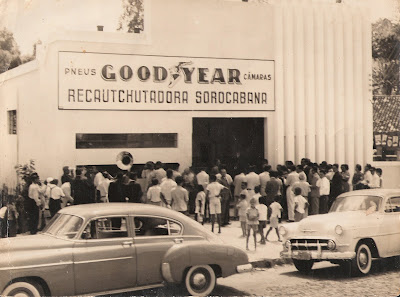 PNEUS GOODYEAR CÂMARAS
RECAUTCHUTADORA SOROCABANA